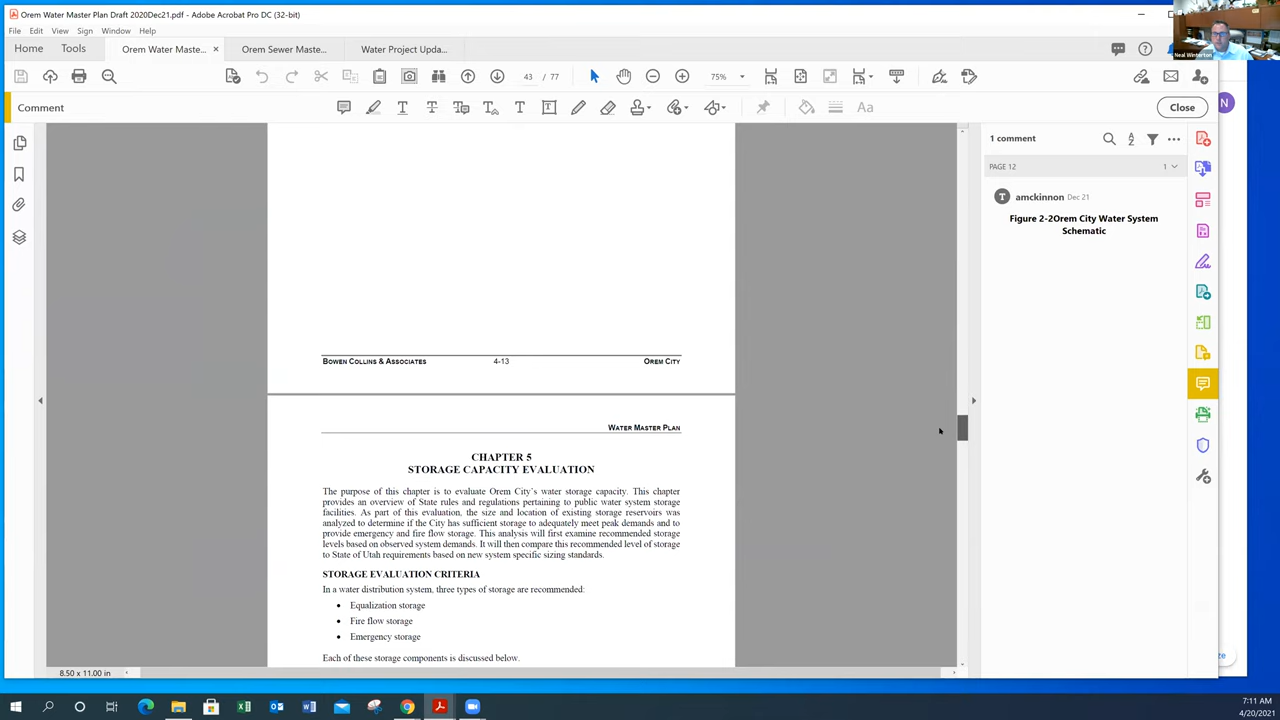 Orem Water Master Plan Draft 2020Dec21.pdf - Adobe Acrobat Pro DC (32-bit)
File Edit View Sign Window Help
Home Tools Orem Water Maste... × Orem Sewer Maste... Water Project Upda...
43 / 77 75%
Comment Aa Close
1 comment
PAGE 12 1
T amckinnon Dec 21
Figure 2-2Orem City Water System
Schematic
Neal Winterton
N
BOWEN COLLINS & ASSOCIATES 4-13 OREM CITY
WATER MASTER PLAN
CHAPTER 5
STORAGE CAPACITY EVALUATION
The purpose of this chapter is to evaluate Orem City's water storage capacity. This chapter
provides an overview of State rules and regulations pertaining to public water system storage
facilities. As part of this evaluation, the size and location of existing storage reservoirs was
analyzed to determine if the City has sufficient storage to adequately meet peak demands and to
provide emergency and fire flow storage. This analysis will first examine recommended storage
levels based on observed system demands. It will then compare this recommended level of storage
to State of Utah requirements based on new system specific sizing standards.
STORAGE EVALUATION CRITERIA
In a water distribution system, three types of storage are recommended:
• Equalization storage
• Fire flow storage
• Emergency storage
Each of these storage components is discussed below.
8.50 x 11.00 in
7:11 AM
4/20/2021